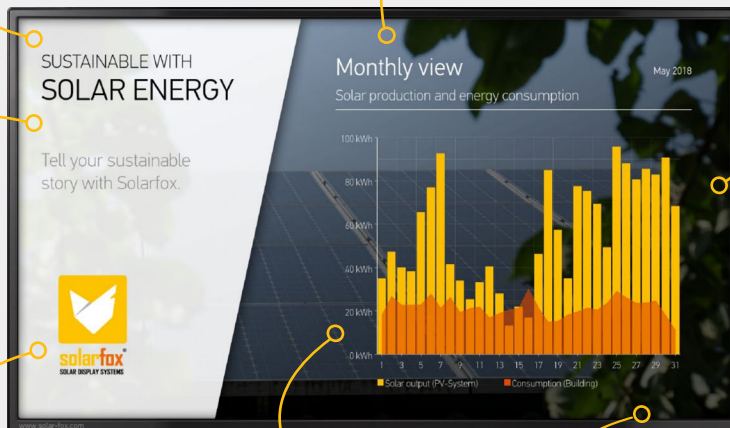 SUSTAINABLE WITH
SOLAR ENERGY
Tell your sustainable
story with Solarfox.
solarfox®
SOLAR DISPLAY SYSTEMS
www.solar-fox.com
Monthly view
May 2018
Solar production and energy consumption
100 kWh
80 kWh
60 kWh
40 kWh
20 kWh
0 kWh
1 3 5 7 9 11 13 15 17 19 21 23 25 27 29 31
Solar output (PV-System) Consumption (Building)